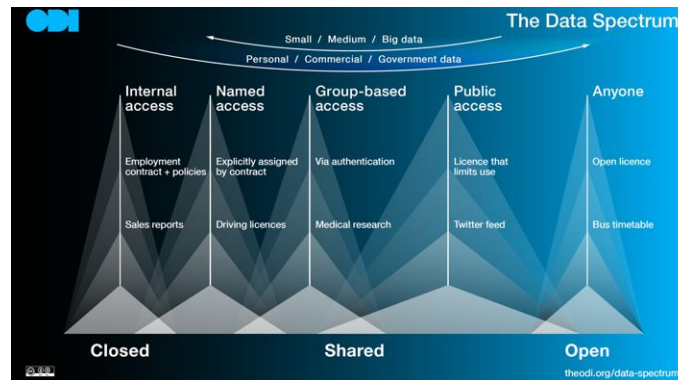 ODI
The Data Spectrum
Small / Medium / Big data
Personal / Commercial / Government data
Internal
access
Named
access
Group-based
access
Public
access
Anyone
Employment
contract + policies
Explicitly assigned
by contract
Via authentication
Licence that
limits use
Open licence
Sales reports
Driving licences
Medical research
Twitter feed
Bus timetable
Closed
Shared
Open
theodi.org/data-spectrum